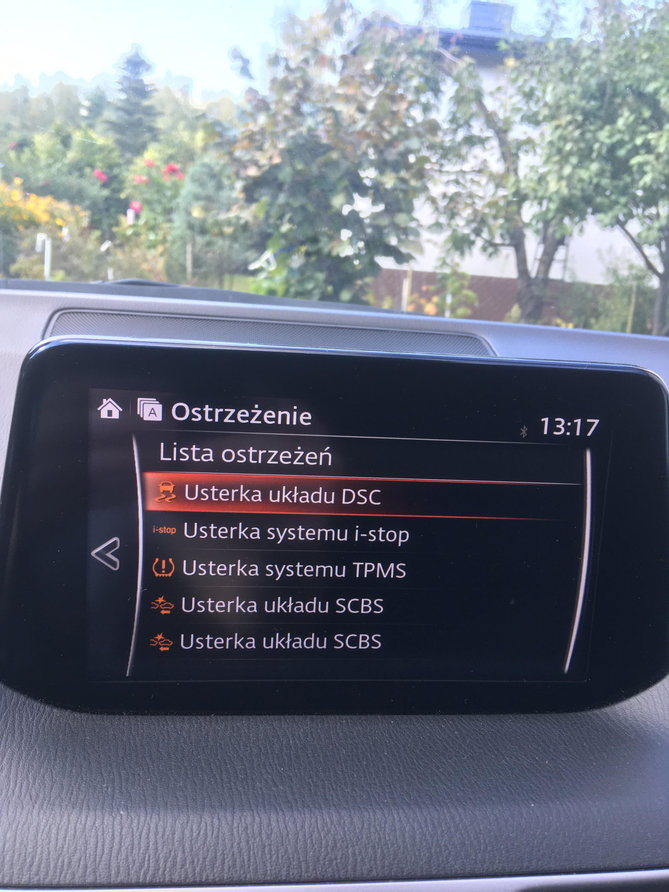 A Ostrzeżenie 13:17
Lista ostrzeżeń
Usterka układu DSC
i-stop Usterka systemu i-stop
Usterka systemu TPMS
Usterka układu SCBS
Usterka układu SCBS